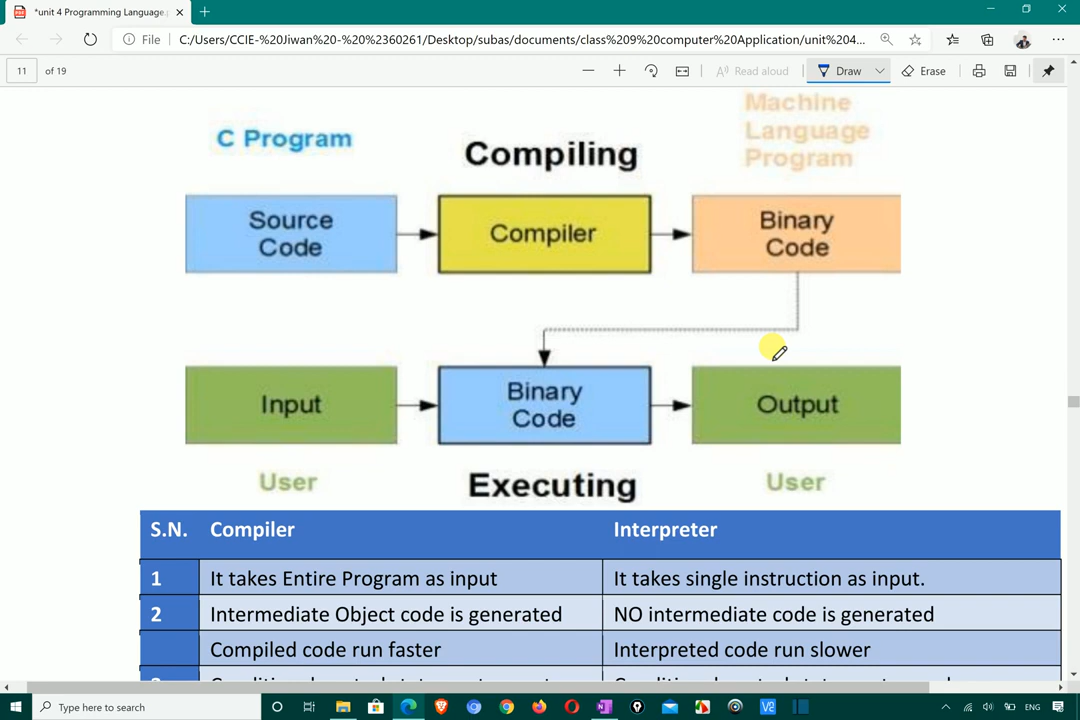 *unit 4 Programming Language.
File
C:/Users/CCIE-%20Jiwan%20-%20%2360261/Desktop/subas/documents/class%209%20computer%20Application/unit%204...
11 of 19
Read aloud
Draw
Erase
C Program
Compiling
Machine
Language
Program
Source
Code
Compiler
Binary
Code
Input
Binary
Code
Output
User
Executing
User
S.N. Compiler Interpreter
1 It takes Entire Program as input It takes single instruction as input.
2 Intermediate Object code is generated NO intermediate code is generated
Compiled code run faster Interpreted code run slower
Type here to search
ENG